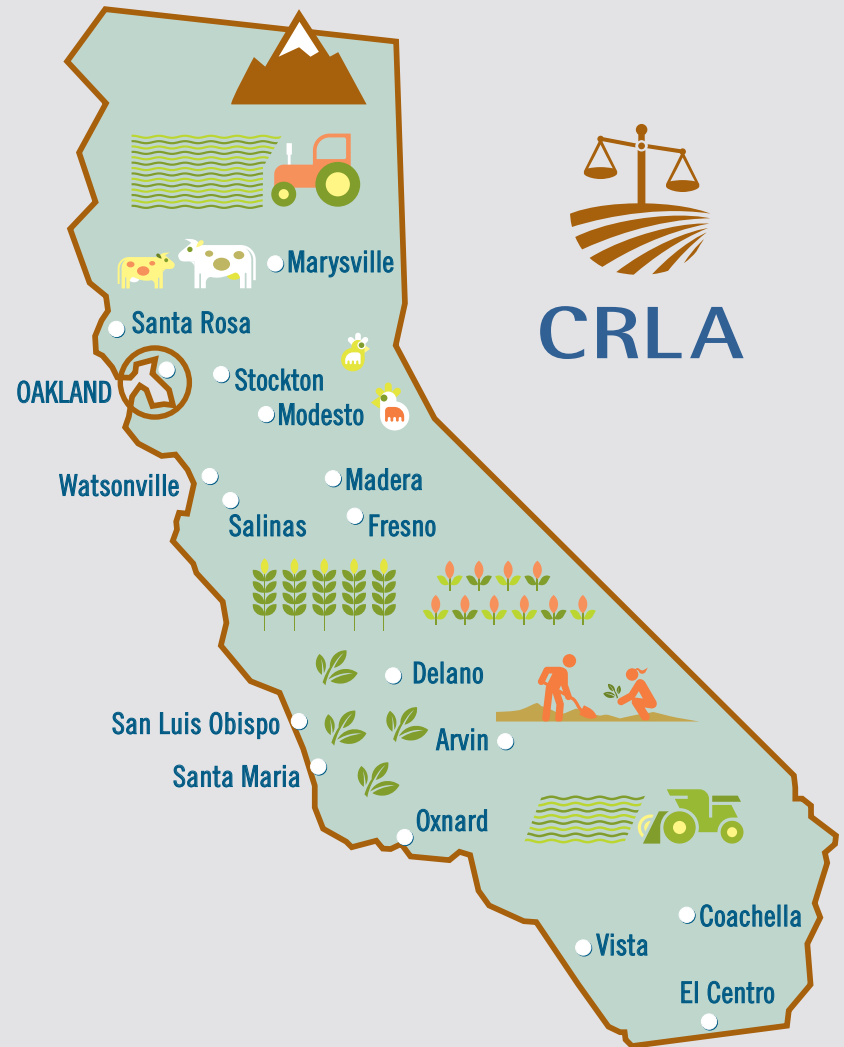 Marysville
Santa Rosa
CRLA
OAKLAND
Stockton
Modesto
Watsonville
Madera
Salinas
Fresno
Delano
San Luis Obispo
Arvin
Santa Maria
Oxnard
Coachella
Vista
El Centro